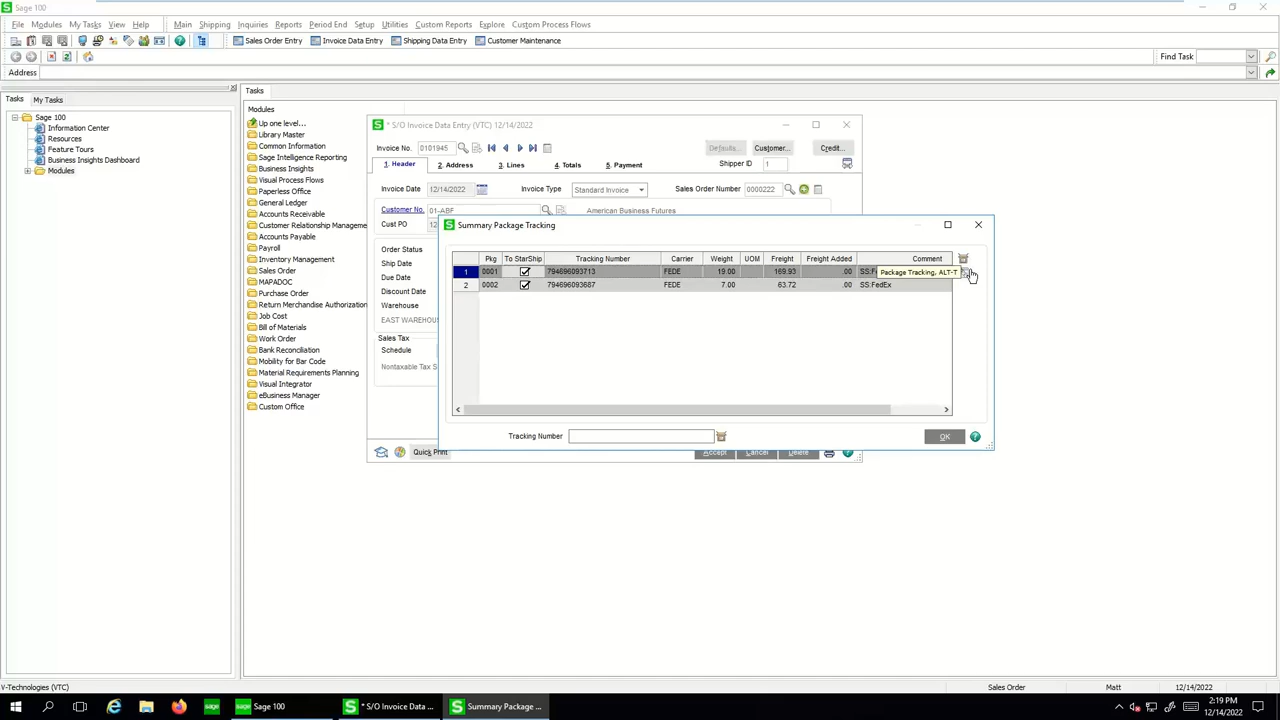 Sage 100
File Modules My Tasks View Help Main Shipping Inquiries Reports Period End Setup Utilities Custom Reports Explore Custom Process Flows
Sales Order Entry Invoice Data Entry Shipping Data Entry Customer Maintenance
Find Task
Address
Tasks My Tasks
Sage 100
Information Center
Resources
Feature Tours
Business Insights Dashboard
Modules
Tasks
Modules
Up one level...
Library Master
Common Information
Sage Intelligence Reporting
Business Insights
Visual Process Flows
Paperless Office
General Ledger
Accounts Receivable
Customer Relationship Manageme
Accounts Payable
Payroll
Inventory Management
Sales Order
MAPADOC
Purchase Order
Return Merchandise Authorization
Job Cost
Bill of Materials
Work Order
Bank Reconciliation
Mobility for Bar Code
Material Requirements Planning
Visual Integrator
eBusiness Manager
Custom Office
* S/O Invoice Data Entry (VTC) 12/14/2022
Invoice No. 0101945 Defaults... Customer... Credit...
1. Header 2. Address 3. Lines 4. Totals 5. Payment Shipper ID 1
Invoice Date 12/14/2022 Invoice Type Standard Invoice Sales Order Number 0000222
Customer No. 01-ABF American Business Futures
Cust PO 12
Order Status
Ship Date
Due Date
Discount Date
Warehouse
EAST WAREHOUS
Sales Tax
Schedule
Nontaxable Tax S
Quick Print Accept Cancel Delete
Summary Package Tracking
Pkg To StarShip Tracking Number Carrier Weight UOM Freight Freight Added Comment
1 0001 794696093713 FEDE 19.00 169.93 .00 SS:Fe
Package Tracking, ALT-T
2 0002 794696093687 FEDE 7.00 63.72 .00 SS:FedEx
Tracking Number OK
V-Technologies (VTC) Sales Order Matt 12/14/2022
Sage 100 * S/O Invoice Data ... Summary Package ... 2:19 PM
12/14/2022